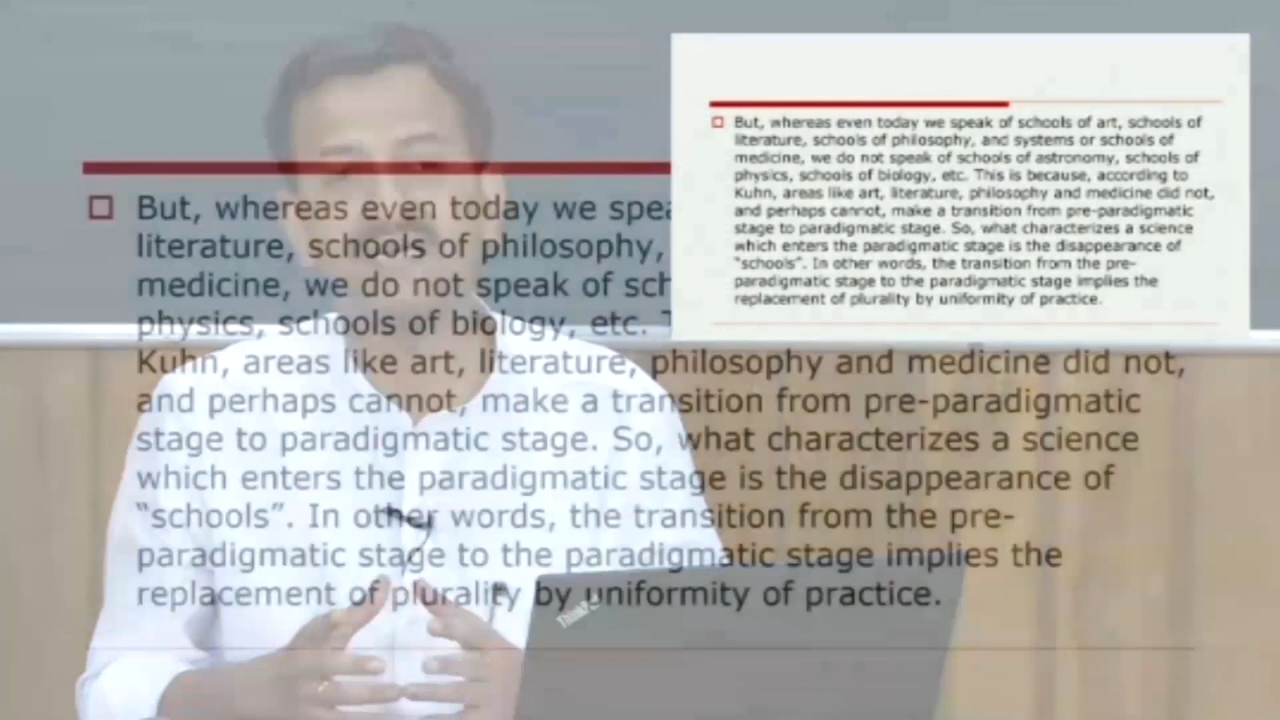 But, whereas even today we speak of schools of art, schools of
literature, schools of philosophy, and systems or schools of
medicine, we do not speak of schools of astronomy, schools of
physics, schools of biology, etc. This is because, according to
Kuhn, areas like art, literature, philosophy and medicine did not,
and perhaps cannot, make a transition from pre-paradigmatic
stage to paradigmatic stage. So, what characterizes a science
which enters the paradigmatic stage is the disappearance of
“schools”. In other words, the transition from the pre-
paradigmatic stage to the paradigmatic stage implies the
replacement of plurality by uniformity of practice.
But, whereas even today we spea
literature, schools of philosophy,
medicine, we do not speak of sch
physics, schools of biology, etc.
Kuhn, areas like art, literature, philosophy and medicine did not,
and perhaps cannot, make a transition from pre-paradigmatic
stage to paradigmatic stage. So, what characterizes a science
which enters the paradigmatic stage is the disappearance of
“schools”. In other words, the transition from the pre-
paradigmatic stage to the paradigmatic stage implies the
replacement of plurality by uniformity of practice.